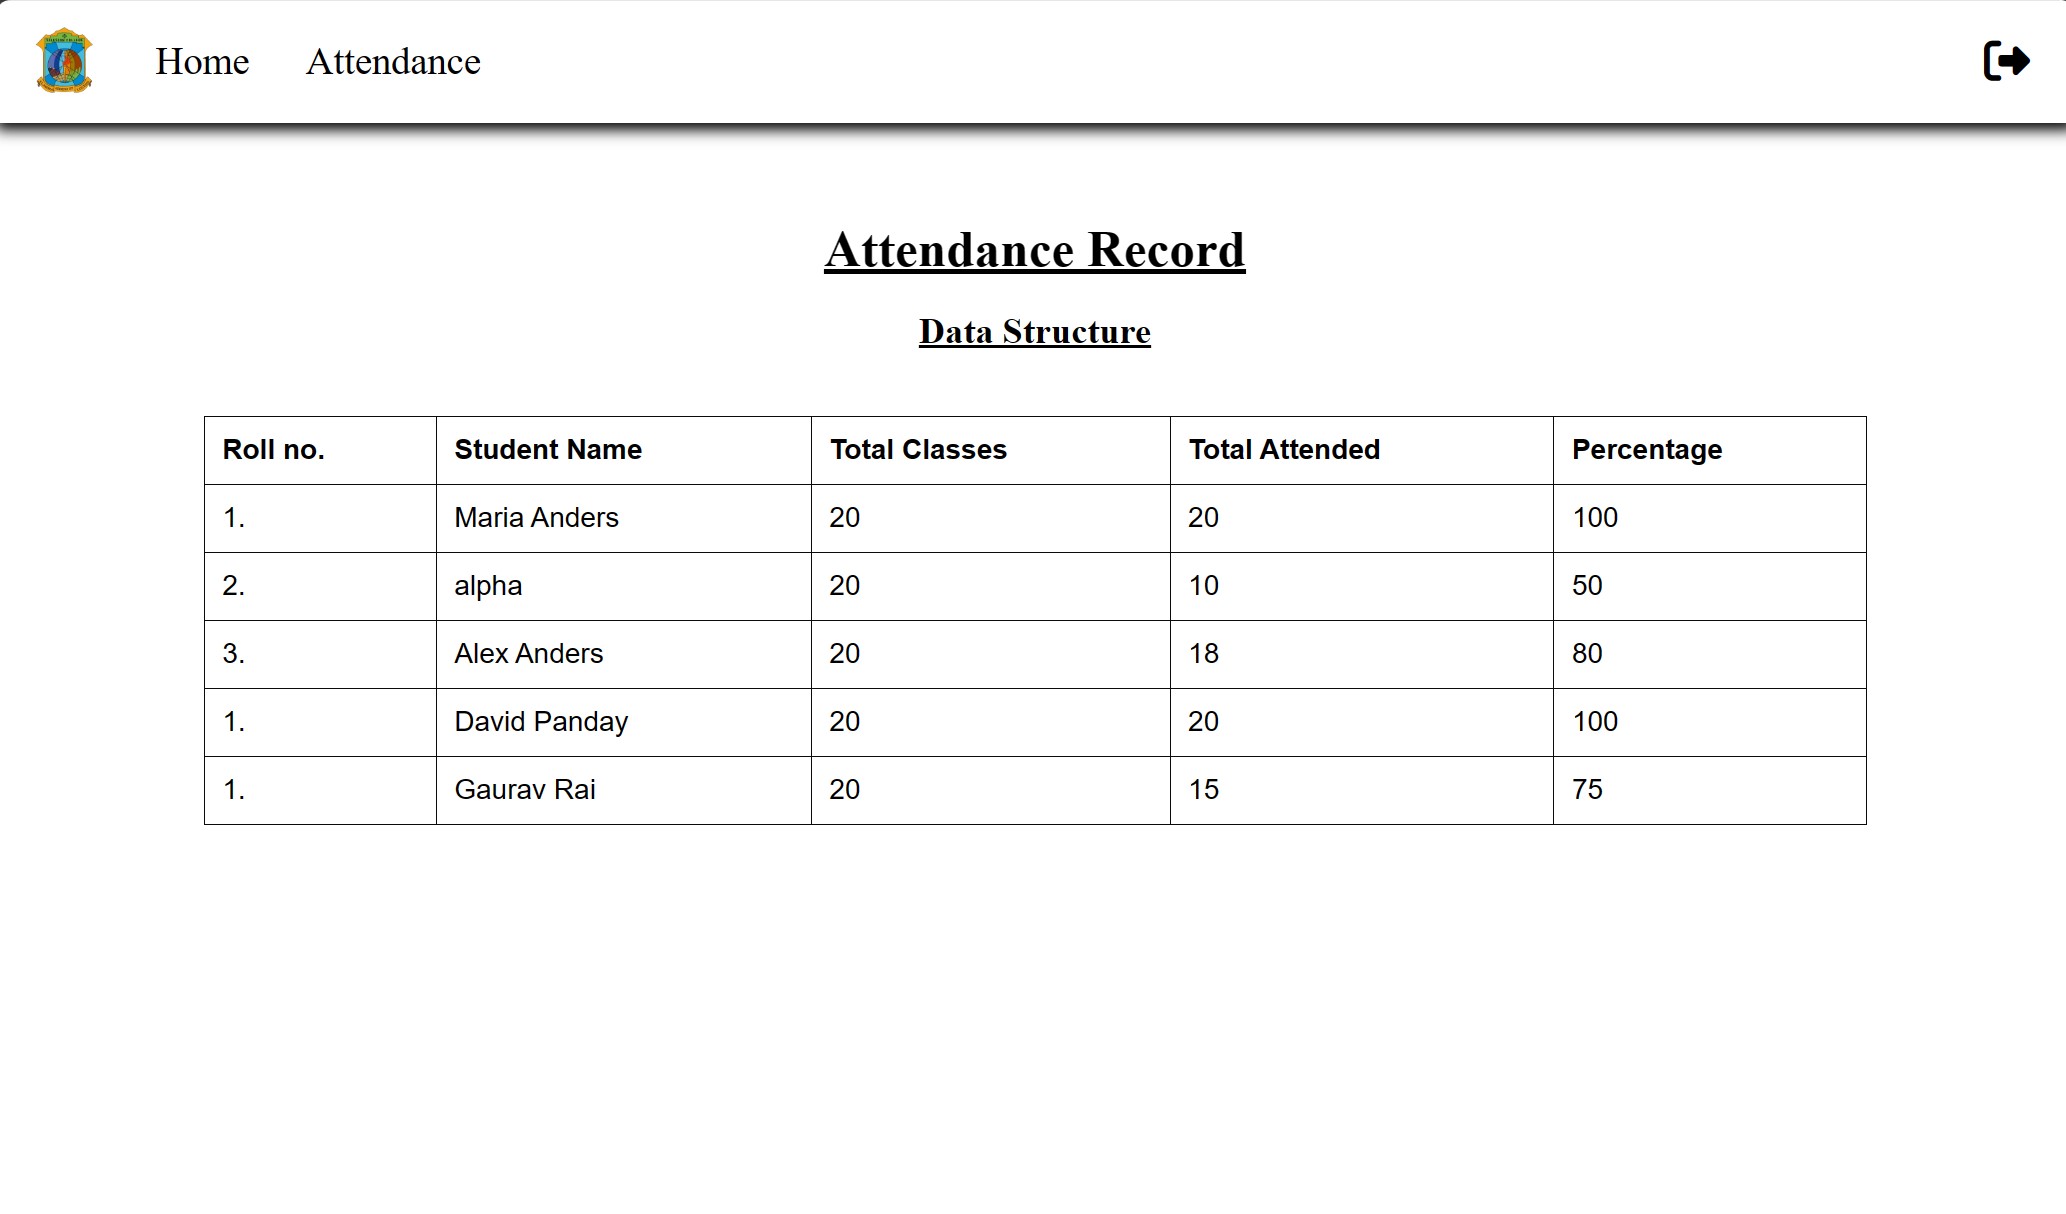 Home Attendance
Attendance Record
Data Structure
Roll no. Student Name Total Classes Total Attended Percentage
1. Maria Anders 20 20 100
2. alpha 20 10 50
3. Alex Anders 20 18 80
1. David Panday 20 20 100
1. Gaurav Rai 20 15 75